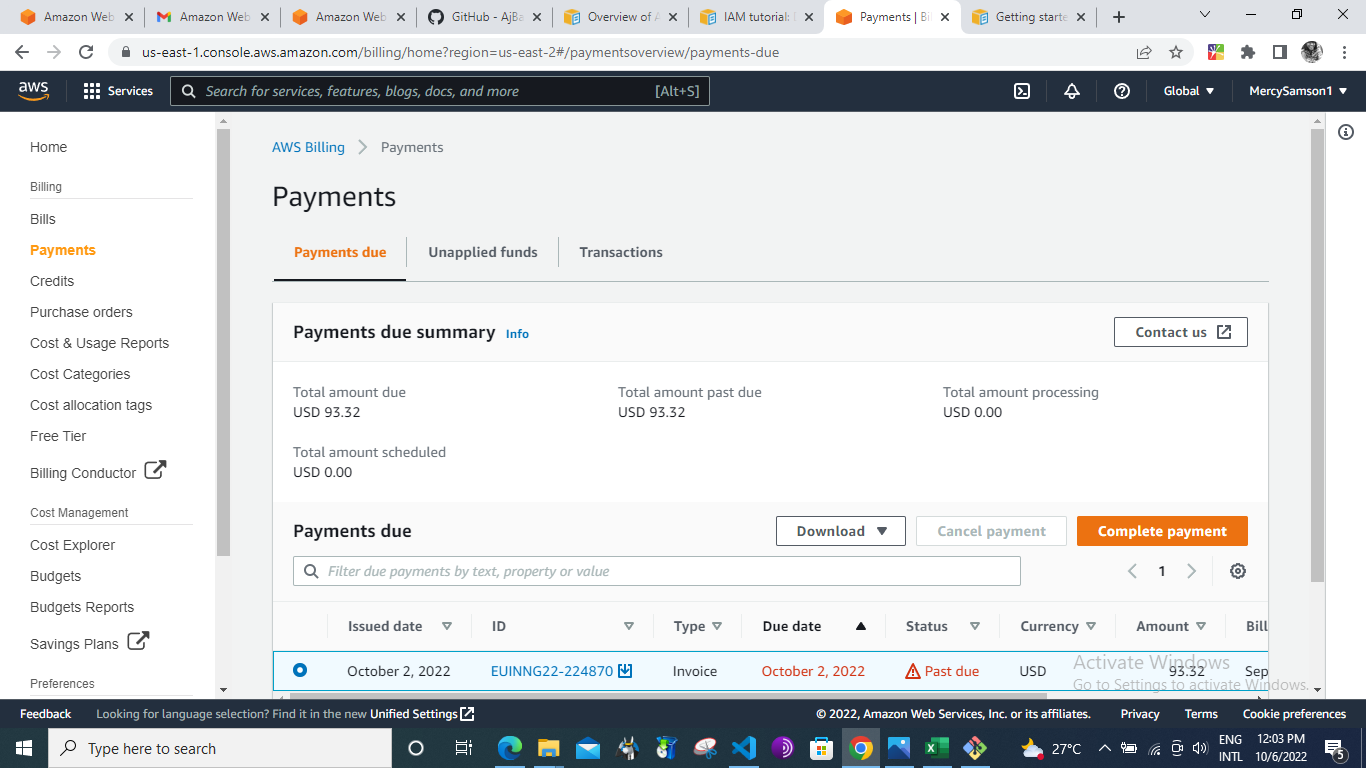 Amazon Web
Amazon Web
Amazon Web
GitHub - AjBa
Overview of A
IAM tutorial:
Payments | Bi
Getting starte
us-east-1.console.aws.amazon.com/billing/home?region=us-east-2#/paymentsoverview/payments-due
aws
Services
Search for services, features, blogs, docs, and more
[Alt+S]
Global
MercySamson1
Home
Billing
Bills
Payments
Credits
Purchase orders
Cost & Usage Reports
Cost Categories
Cost allocation tags
Free Tier
Billing Conductor
Cost Management
Cost Explorer
Budgets
Budgets Reports
Savings Plans
Preferences
AWS Billing Payments
Payments
Payments due Unapplied funds Transactions
Payments due summary Info
Contact us
Total amount due Total amount past due Total amount processing
USD 93.32 USD 93.32 USD 0.00
Total amount scheduled
USD 0.00
Payments due
Download Cancel payment Complete payment
Filter due payments by text, property or value
1
Issued date ID Type Due date Status Currency Amount Bill
October 2, 2022 EUINNG22-224870 Invoice October 2, 2022 Past due USD 93.32 Sep
Activate Windows
Go to Settings to activate Windows.
Feedback Looking for language selection? Find it in the new Unified Settings
© 2022, Amazon Web Services, Inc. or its affiliates. Privacy Terms Cookie preferences
Type here to search
27°C
ENG
INTL
12:03 PM
10/6/2022
5